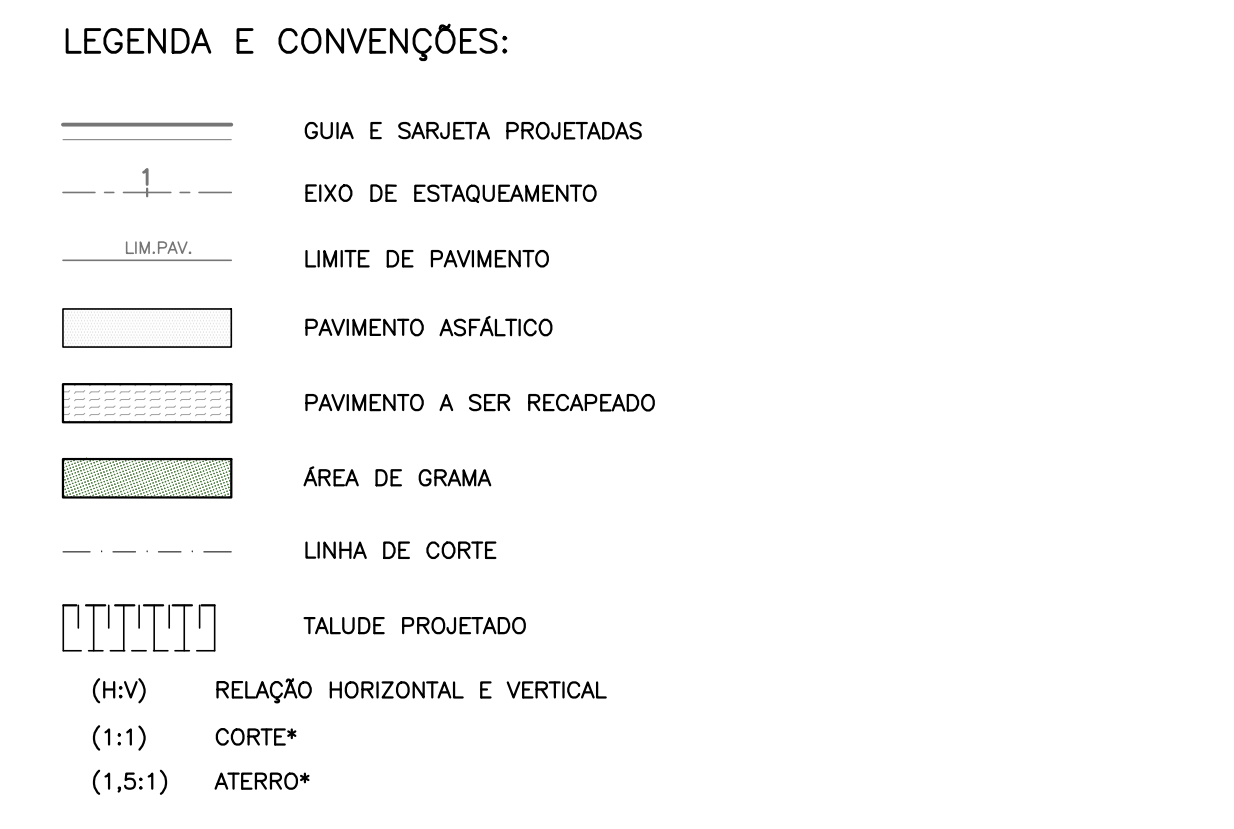 LEGENDA E CONVENÇÕES:
GUIA E SARJETA PROJETADAS
1
EIXO DE ESTAQUEAMENTO
LIM.PAV.
LIMITE DE PAVIMENTO
PAVIMENTO ASFÁLTICO
PAVIMENTO A SER RECAPEADO
ÁREA DE GRAMA
LINHA DE CORTE
TALUDE PROJETADO
(H:V) RELAÇÃO HORIZONTAL E VERTICAL
(1:1) CORTE*
(1,5:1) ATERRO*